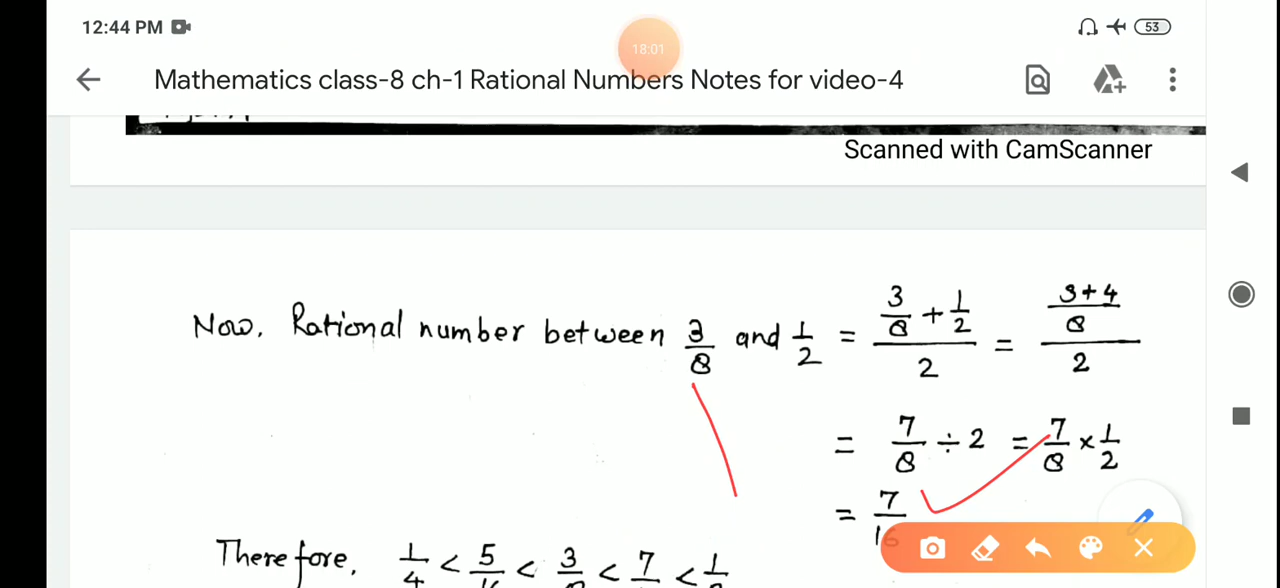 12:44 PM 53
18:01
Mathematics class-8 ch-1 Rational Numbers Notes for video-4
Scanned with CamScanner
Now, Rational number between 3/8 and 1/2 = (3/8 + 1/2)/2 = ((3+4)/8)/2
= 7/8 ÷ 2 = 7/8 × 1/2
= 7/16
There fore, 1/4 < 5/16 < 3/8 < 7/ < 1/2